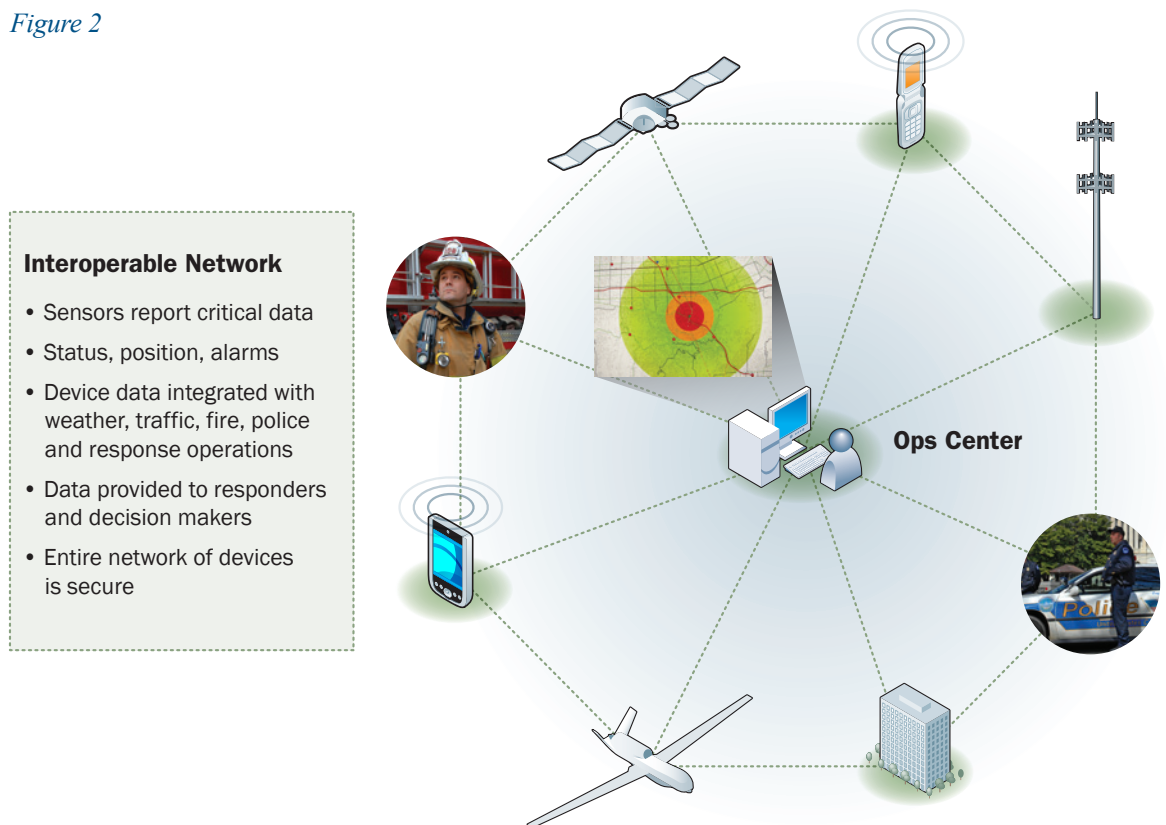 Figure 2
Interoperable Network
• Sensors report critical data
• Status, position, alarms
• Device data integrated with
weather, traffic, fire, police
and response operations
• Data provided to responders
and decision makers
• Entire network of devices
is secure
Ops Center
Police